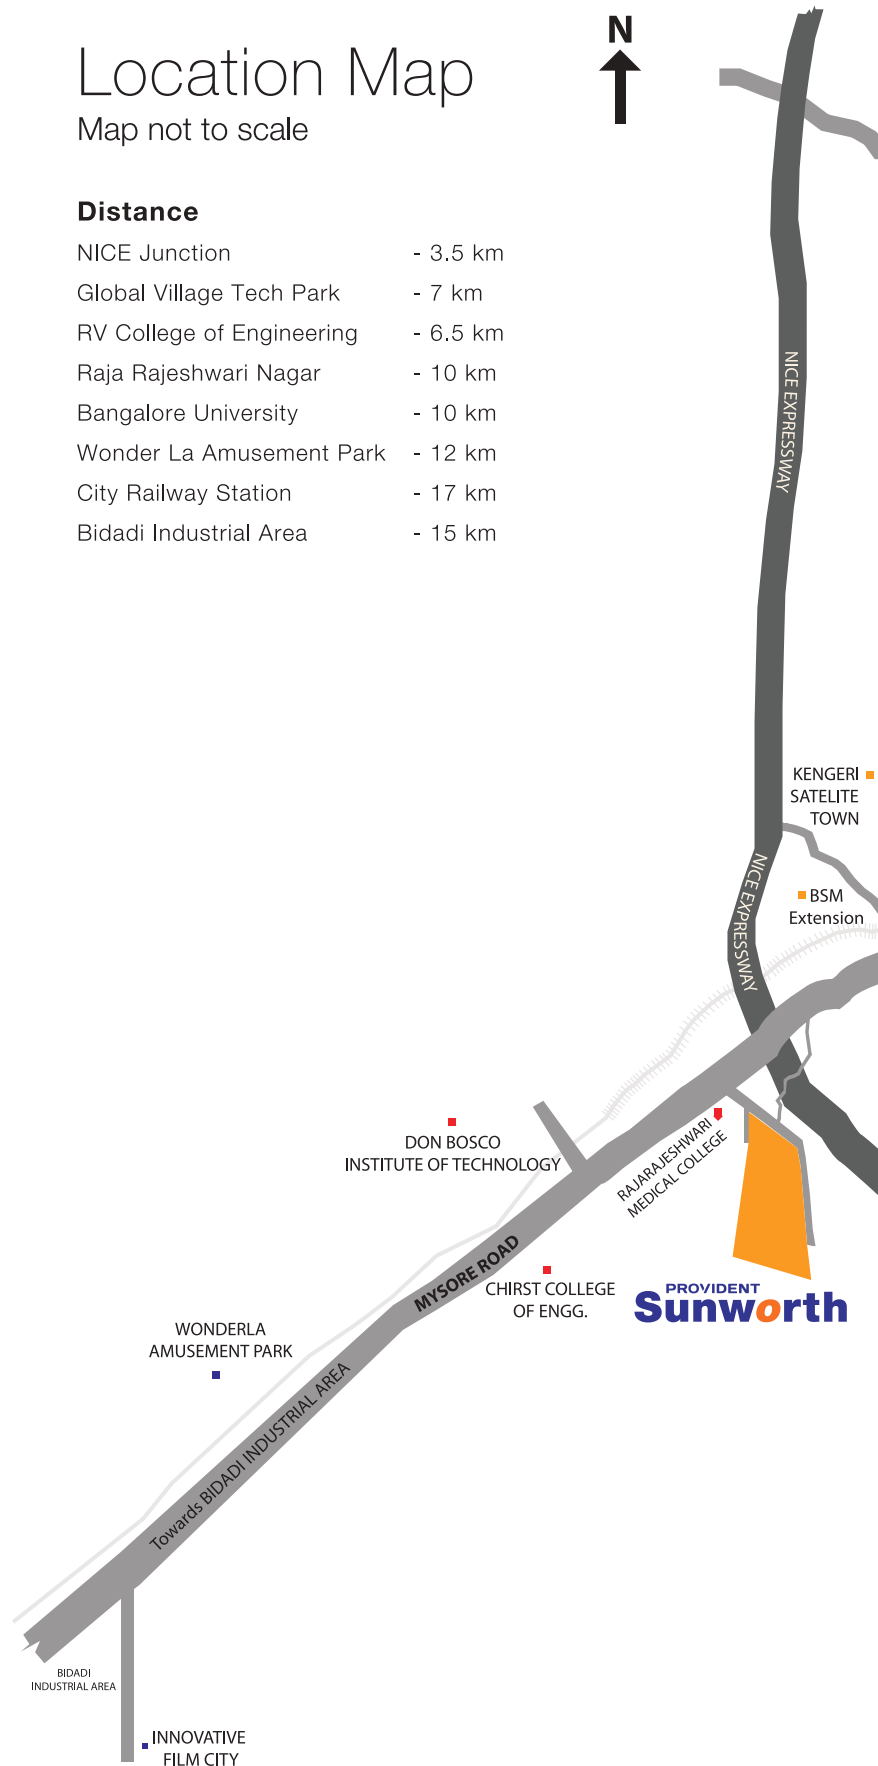 Location Map
Map not to scale
N
Distance
NICE Junction - 3.5 km
Global Village Tech Park - 7 km
RV College of Engineering - 6.5 km
Raja Rajeshwari Nagar - 10 km
Bangalore University - 10 km
Wonder La Amusement Park - 12 km
City Railway Station - 17 km
Bidadi Industrial Area - 15 km
NICE EXPRESSWAY
KENGERI
SATELITE
TOWN
NICE EXPRESSWAY
BSM
Extension
DON BOSCO
INSTITUTE OF TECHNOLOGY
RAJARAJESHWARI
MEDICAL COLLEGE
MYSORE ROAD
CHIRST COLLEGE
OF ENGG.
PROVIDENT
Sunworth
WONDERLA
AMUSEMENT PARK
Towards BIDADI INDUSTRIAL AREA
BIDADI
INDUSTRIAL AREA
INNOVATIVE
FILM CITY